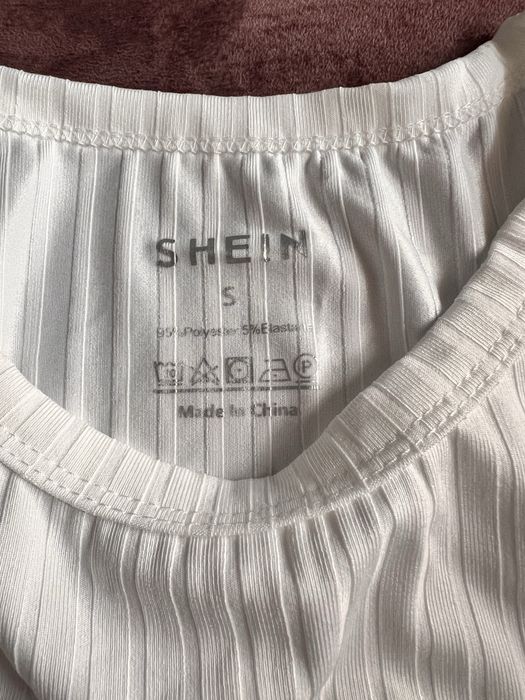 SHEIN
S
95% Polyester 5% Elastane
P
Made In China